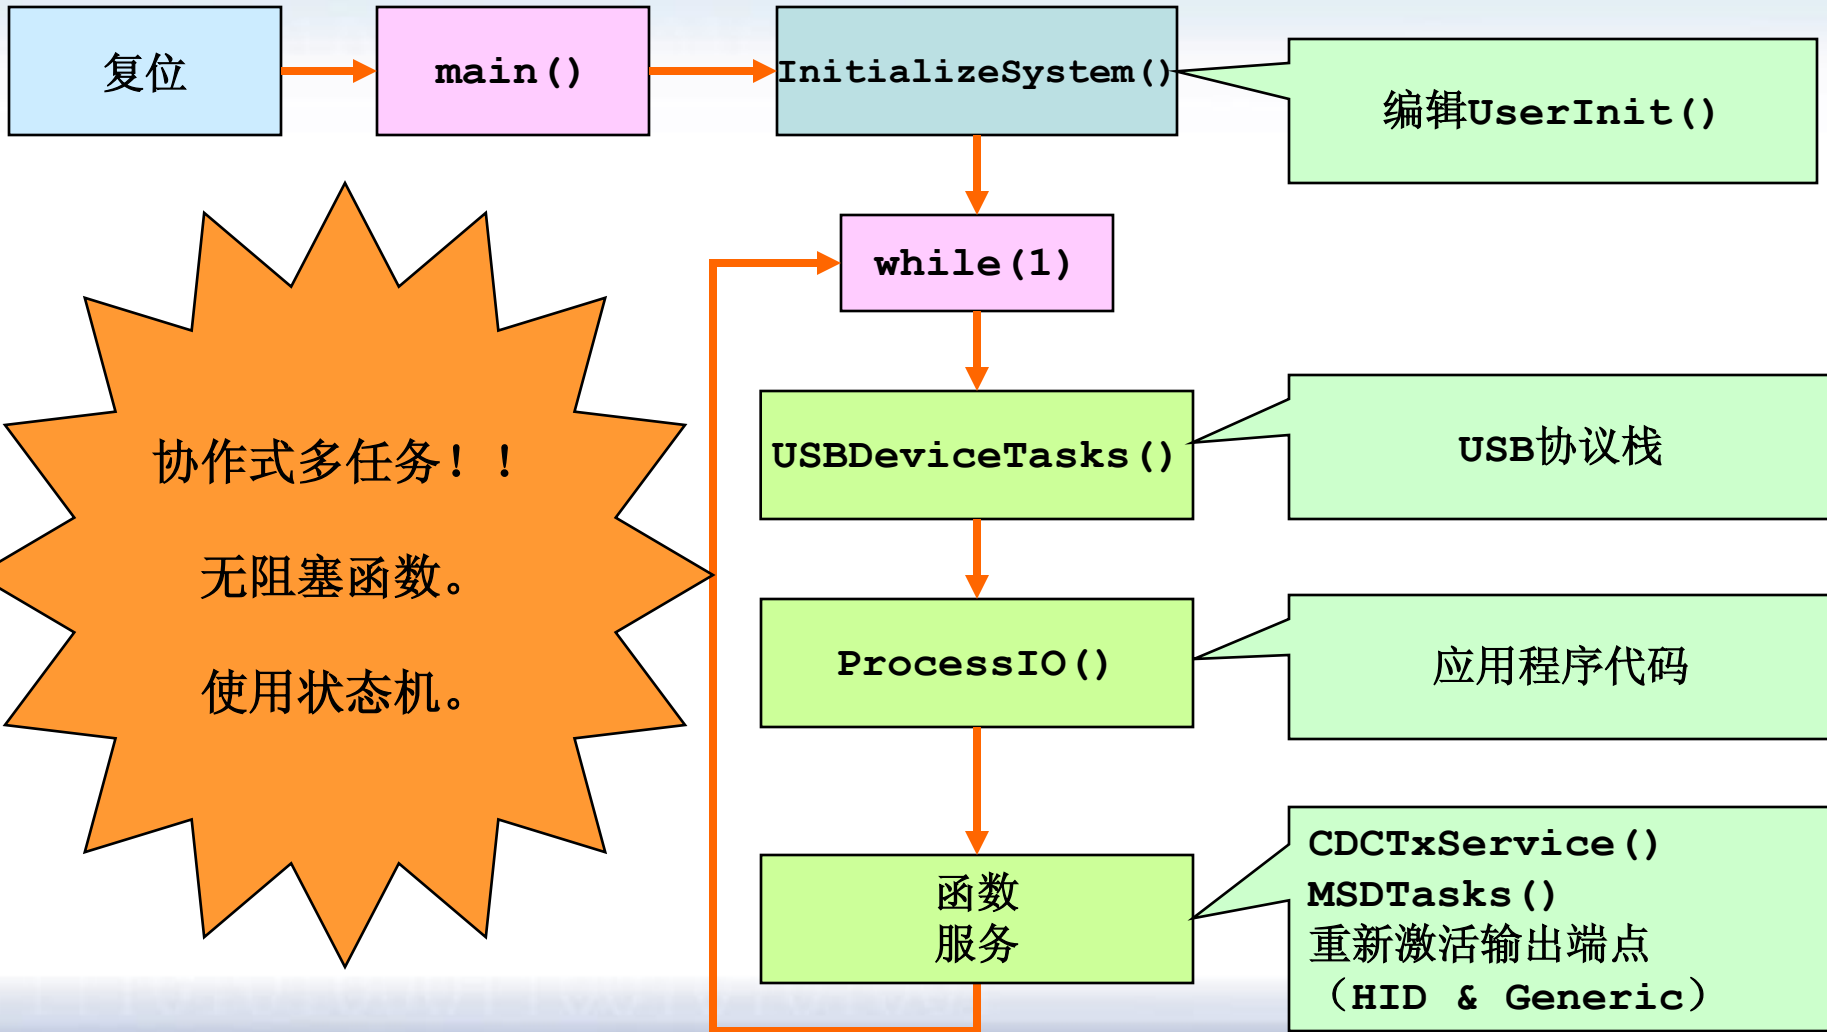 复位
main()
InitializeSystem()
编辑UserInit()
while(1)
协作式多任务！！
无阻塞函数。
使用状态机。
USBDeviceTasks()
USB协议栈
ProcessIO()
应用程序代码
函数
服务
CDCTxService()
MSDTasks()
重新激活输出端点
（HID & Generic）